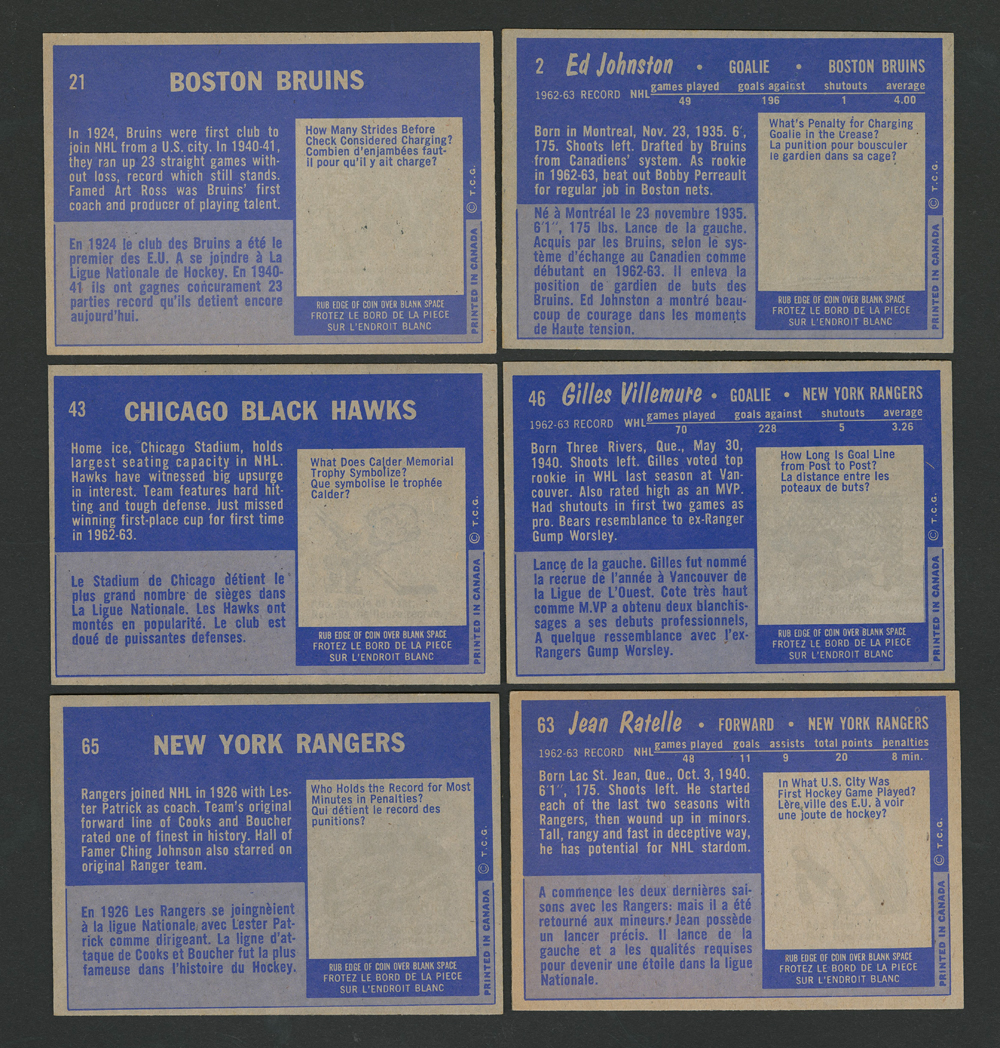 21
BOSTON BRUINS
In 1924, Bruins were first club to
join NHL from a U.S. city. In 1940-41,
they ran up 23 straight games with-
out loss, record which still stands.
Famed Art Ross was Bruins' first
coach and producer of playing talent.
En 1924 le club des Bruins a été le
premier des E.U. A se joindre à La
Ligue Nationale de Hockey. En 1940-
41 ils ont gagnes concurament 23
parties record qu'ils detient encore
aujourd'hui.
How Many Strides Before
Check Considered Charging?
Combien d'enjambées faut-
il pour qu'il y ait charge?
RUB EDGE OF COIN OVER BLANK SPACE
FROTEZ LE BORD DE LA PIECE
SUR L'ENDROIT BLANC
PRINTED IN CANADA © T.C.G.
2 Ed Johnston • GOALIE • BOSTON BRUINS
games played goals against shutouts average
1962-63 RECORD NHL 49 196 1 4.00
Born in Montreal, Nov. 23, 1935. 6',
175. Shoots left. Drafted by Bruins
from Canadiens' system. As rookie
in 1962-63, beat out Bobby Perreault
for regular job in Boston nets.
Né à Montréal le 23 novembre 1935.
6'1", 175 lbs. Lance de la gauche.
Acquis par les Bruins, selon le sys-
tème d'échange au Canadien comme
débutant en 1962-63. Il enleva la
position de gardien de buts des
Bruins. Ed Johnston a montré beau-
coup de courage dans les moments
de Haute tension.
What's Penalty for Charging
Goalie in the Crease?
La punition pour bousculer
le gardien dans sa cage?
RUB EDGE OF COIN OVER BLANK SPACE
FROTEZ LE BORD DE LA PIECE
SUR L'ENDROIT BLANC
PRINTED IN CANADA © T.C.G.
43
CHICAGO BLACK HAWKS
Home ice, Chicago Stadium, holds
largest seating capacity in NHL.
Hawks have witnessed big upsurge
in interest. Team features hard hit-
ting and tough defense. Just missed
winning first-place cup for first time
in 1962-63.
Le Stadium de Chicago détient le
plus grand nombre de sièges dans
La Ligue Nationale. Les Hawks ont
montés en popularité. Le club est
doué de puissantes defenses.
What Does Calder Memorial
Trophy Symbolize?
Que symbolise le trophée
Calder?
RUB EDGE OF COIN OVER BLANK SPACE
FROTEZ LE BORD DE LA PIECE
SUR L'ENDROIT BLANC
PRINTED IN CANADA © T.C.G.
46 Gilles Villemure • GOALIE • NEW YORK RANGERS
games played goals against shutouts average
1962-63 RECORD WHL 70 228 5 3.26
Born Three Rivers, Que., May 30,
1940. Shoots left. Gilles voted top
rookie in WHL last season at Van-
couver. Also rated high as an MVP.
Had shutouts in first two games as
pro. Bears resemblance to ex-Ranger
Gump Worsley.
Lance de la gauche. Gilles fut nommé
la recrue de l'année à Vancouver de
la Ligue de L'Ouest. Cote très haut
comme M.VP a obtenu deux blanchis-
sages a ses debuts professionnels,
A quelque ressemblance avec l'ex-
Rangers Gump Worsley.
How Long Is Goal Line
from Post to Post?
La distance entre les
poteaux de buts?
RUB EDGE OF COIN OVER BLANK SPACE
FROTEZ LE BORD DE LA PIECE
SUR L'ENDROIT BLANC
PRINTED IN CANADA © T.C.G.
65
NEW YORK RANGERS
Rangers joined NHL in 1926 with Les-
ter Patrick as coach. Team's original
forward line of Cooks and Boucher
rated one of finest in history. Hall of
Famer Ching Johnson also starred on
original Ranger team.
En 1926 Les Rangers se joingnèient
à la ligue Nationale avec Lester Pat-
rick comme dirigeant. La ligne d'at-
taque de Cooks et Boucher fut la plus
fameuse dans l'histoire du Hockey.
Who Holds the Record for Most
Minutes in Penalties?
Qui détient le record des
punitions?
RUB EDGE OF COIN OVER BLANK SPACE
FROTEZ LE BORD DE LA PIECE
SUR L'ENDROIT BLANC
PRINTED IN CANADA © T.C.G.
63 Jean Ratelle • FORWARD • NEW YORK RANGERS
games played goals assists total points penalties
1962-63 RECORD NHL 48 11 9 20 8 min.
Born Lac St. Jean, Que., Oct. 3, 1940.
6'1", 175. Shoots left. He started
each of the last two seasons with
Rangers, then wound up in minors.
Tall, rangy and fast in deceptive way,
he has potential for NHL stardom.
A commence les deux dernières sai-
sons avec les Rangers: mais il a été
retourné aux mineurs. Jean possède
un lancer précis. Il lance de la
gauche et a les qualités requises
pour devenir une étoile dans la ligue
Nationale.
In What U.S. City Was
First Hockey Game Played?
Lère ville des E.U. à voir
une joute de hockey?
RUB EDGE OF COIN OVER BLANK SPACE
FROTEZ LE BORD DE LA PIECE
SUR L'ENDROIT BLANC
PRINTED IN CANADA © T.C.G.